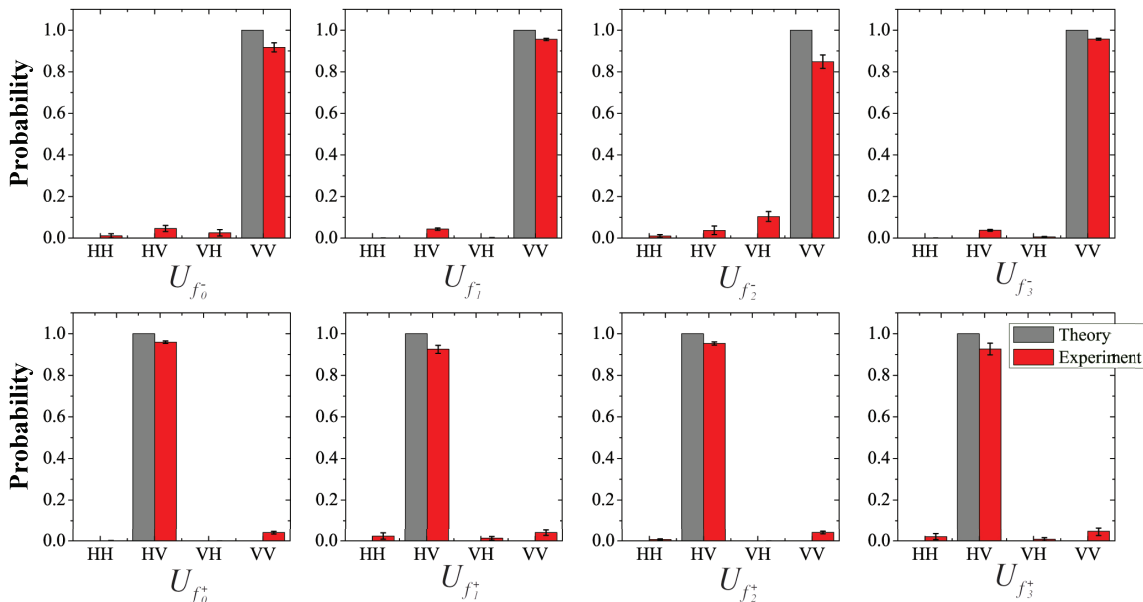 Probability
1.0
0.8
0.6
0.4
0.2
0.0
HH HV VH VV
U_{f_0^-}
1.0
0.8
0.6
0.4
0.2
0.0
HH HV VH VV
U_{f_1^-}
1.0
0.8
0.6
0.4
0.2
0.0
HH HV VH VV
U_{f_2^-}
1.0
0.8
0.6
0.4
0.2
0.0
HH HV VH VV
U_{f_3^-}
Probability
1.0
0.8
0.6
0.4
0.2
0.0
HH HV VH VV
U_{f_0^+}
1.0
0.8
0.6
0.4
0.2
0.0
HH HV VH VV
U_{f_1^+}
1.0
0.8
0.6
0.4
0.2
0.0
HH HV VH VV
U_{f_2^+}
1.0
0.8
0.6
0.4
0.2
0.0
HH HV VH VV
U_{f_3^+}
Theory
Experiment